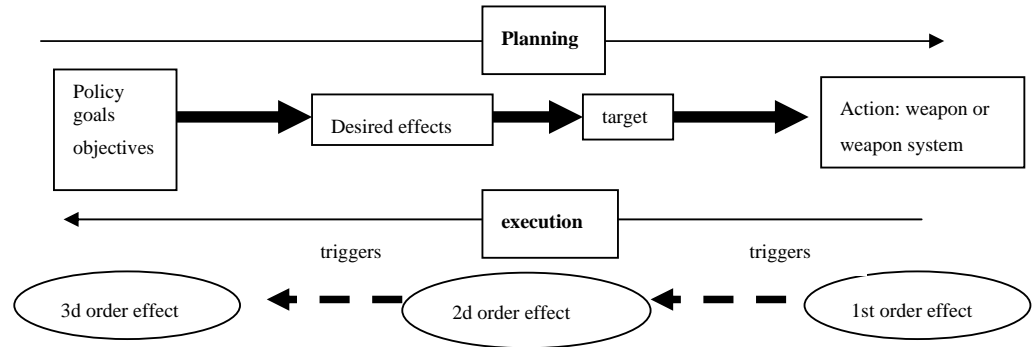 Planning
Policy
goals
objectives
Desired effects
target
Action: weapon or
weapon system
execution
triggers
triggers
3d order effect
2d order effect
1st order effect